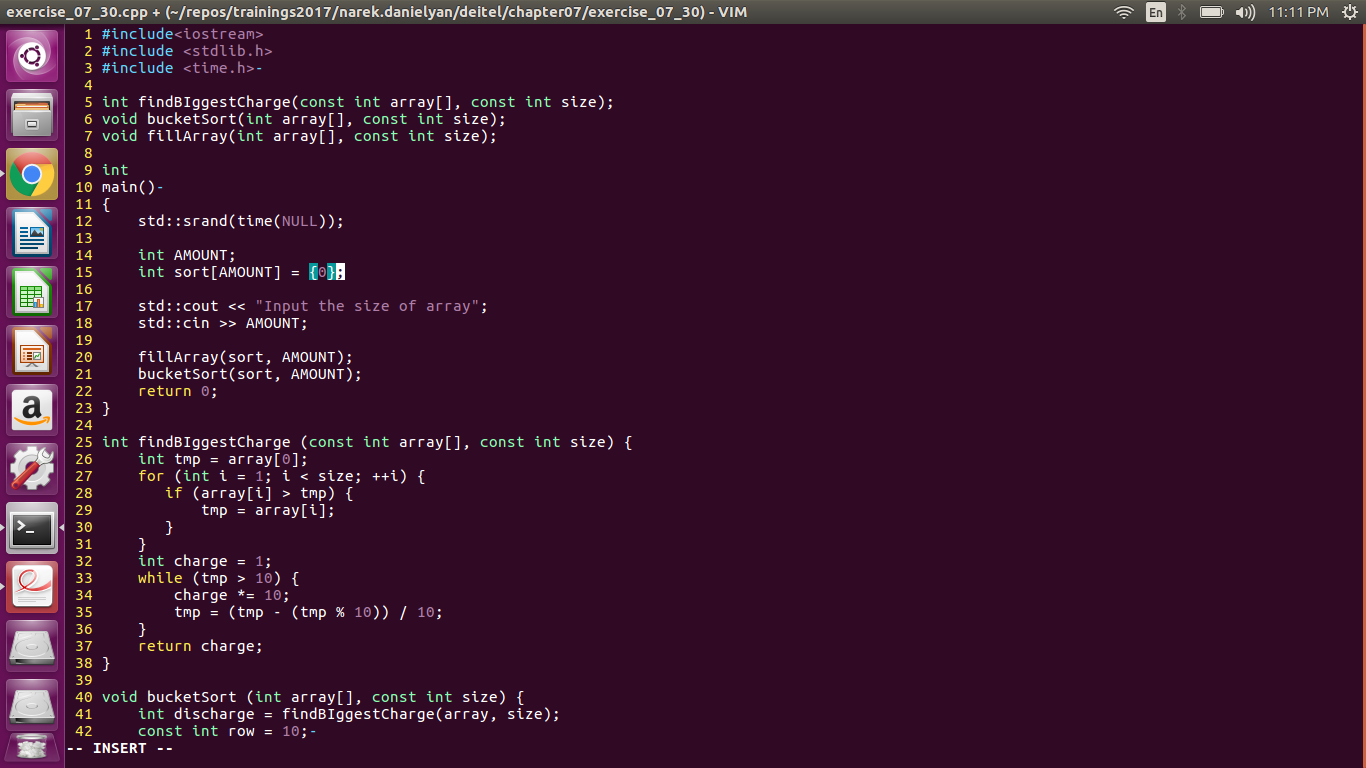 exercise_07_30.cpp + (~/repos/trainings2017/narek.danielyan/deitel/chapter07/exercise_07_30) - VIM
En
11:11 PM
1 #include<iostream>
2 #include <stdlib.h>
3 #include <time.h>-
4
5 int findBIggestCharge(const int array[], const int size);
6 void bucketSort(int array[], const int size);
7 void fillArray(int array[], const int size);
8
9 int
10 main()-
11 {
12     std::srand(time(NULL));
13
14     int AMOUNT;
15     int sort[AMOUNT] = {0};
16
17     std::cout << "Input the size of array";
18     std::cin >> AMOUNT;
19
20     fillArray(sort, AMOUNT);
21     bucketSort(sort, AMOUNT);
22     return 0;
23 }
24
25 int findBIggestCharge (const int array[], const int size) {
26     int tmp = array[0];
27     for (int i = 1; i < size; ++i) {
28        if (array[i] > tmp) {
29            tmp = array[i];
30        }
31     }
32     int charge = 1;
33     while (tmp > 10) {
34         charge *= 10;
35         tmp = (tmp - (tmp % 10)) / 10;
36     }
37     return charge;
38 }
39
40 void bucketSort (int array[], const int size) {
41     int discharge = findBIggestCharge(array, size);
42     const int row = 10;-
-- INSERT --